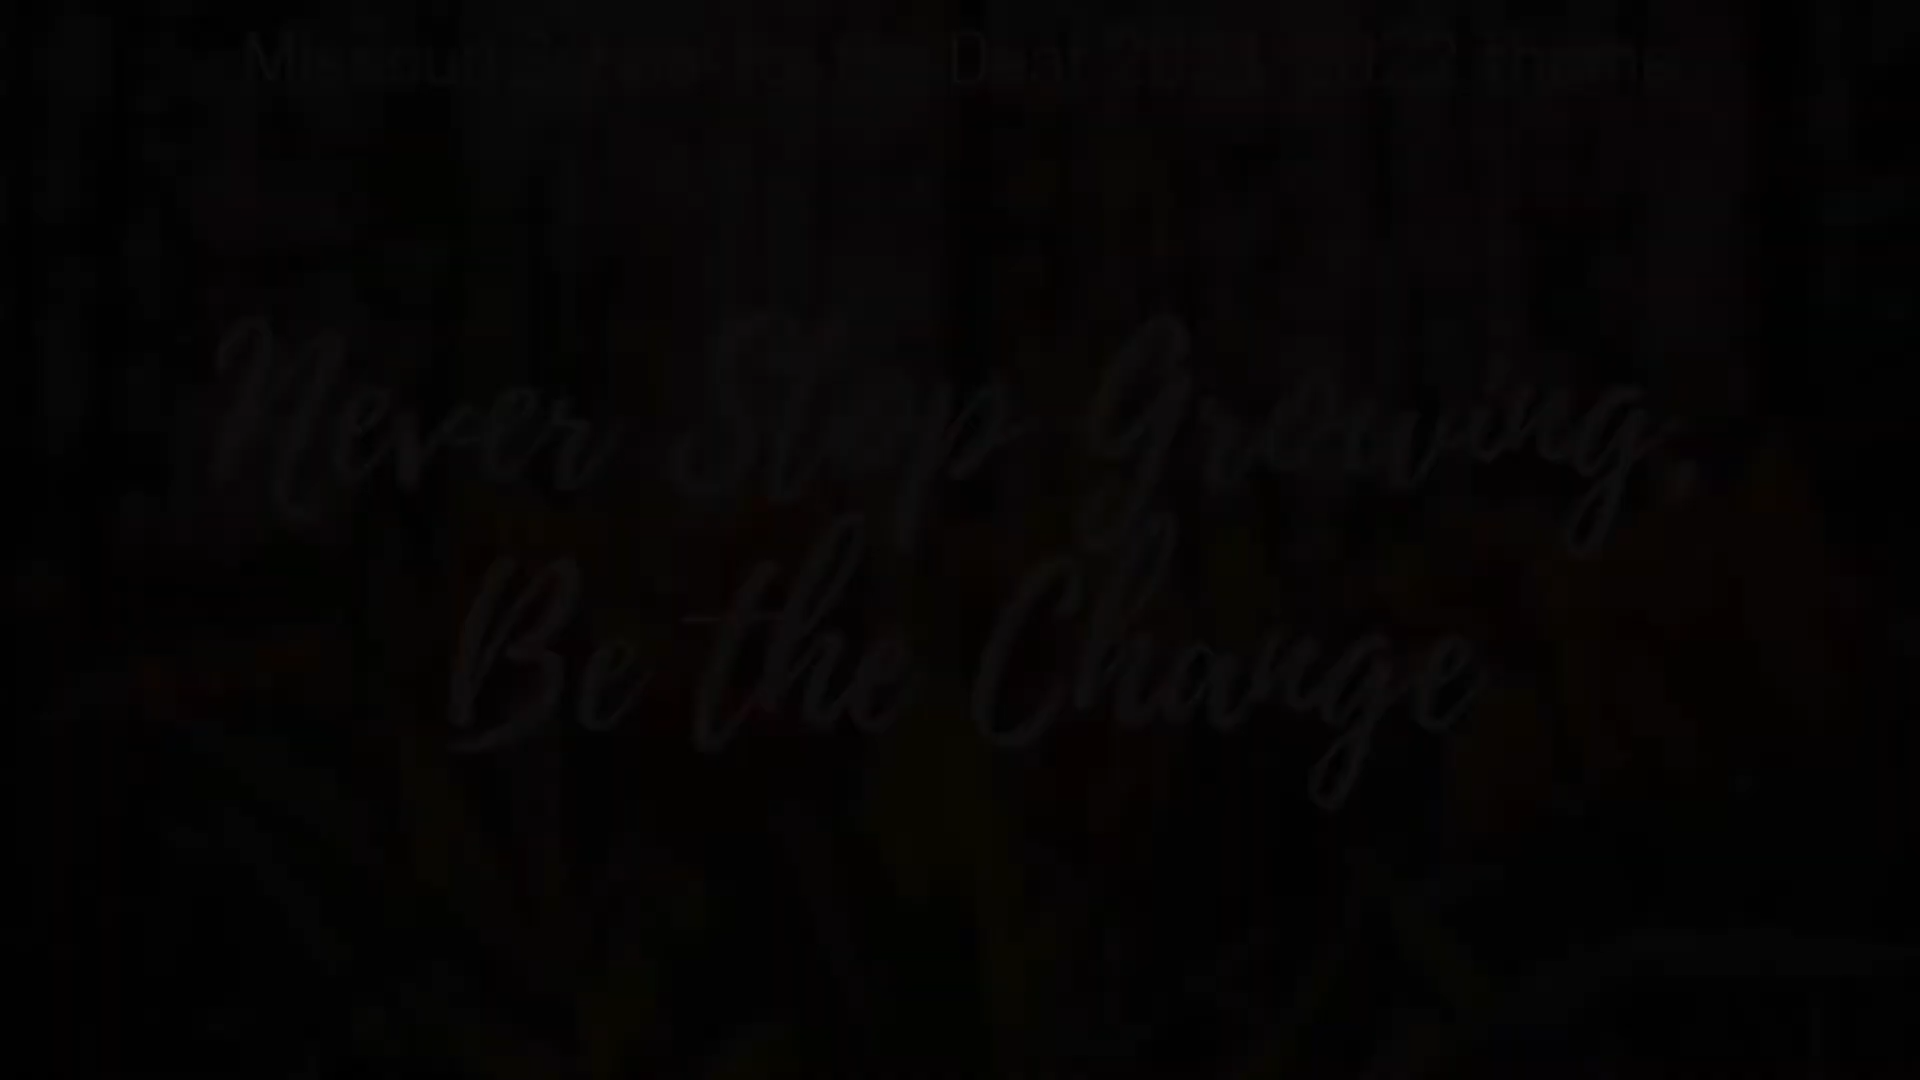 Missouri School for the Deaf 2022-2023 theme
Never Stop Growing,
Be the Change